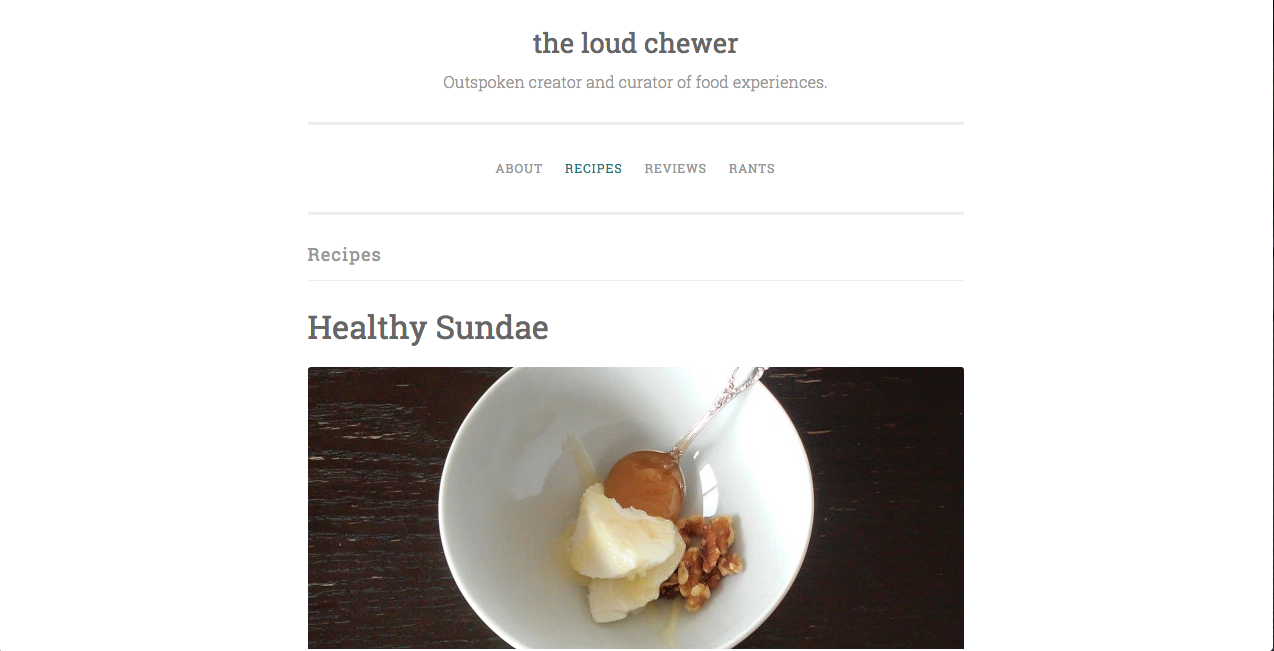 the loud chewer
Outspoken creator and curator of food experiences.
ABOUT RECIPES REVIEWS RANTS
Recipes
Healthy Sundae